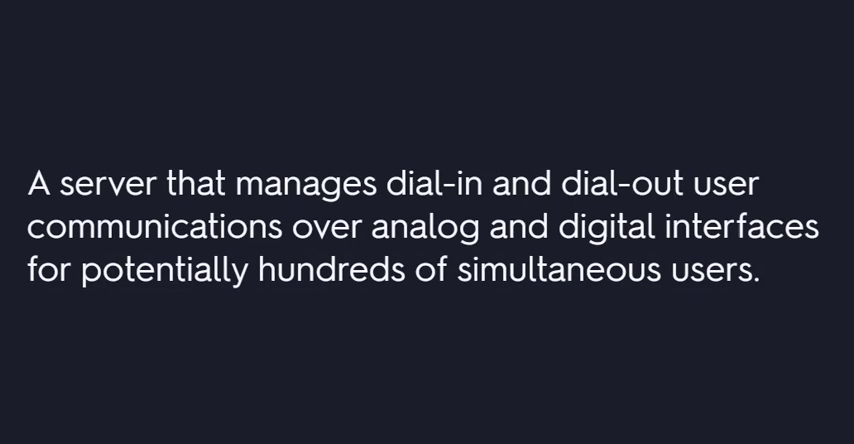 A server that manages dial-in and dial-out user
communications over analog and digital interfaces
for potentially hundreds of simultaneous users.